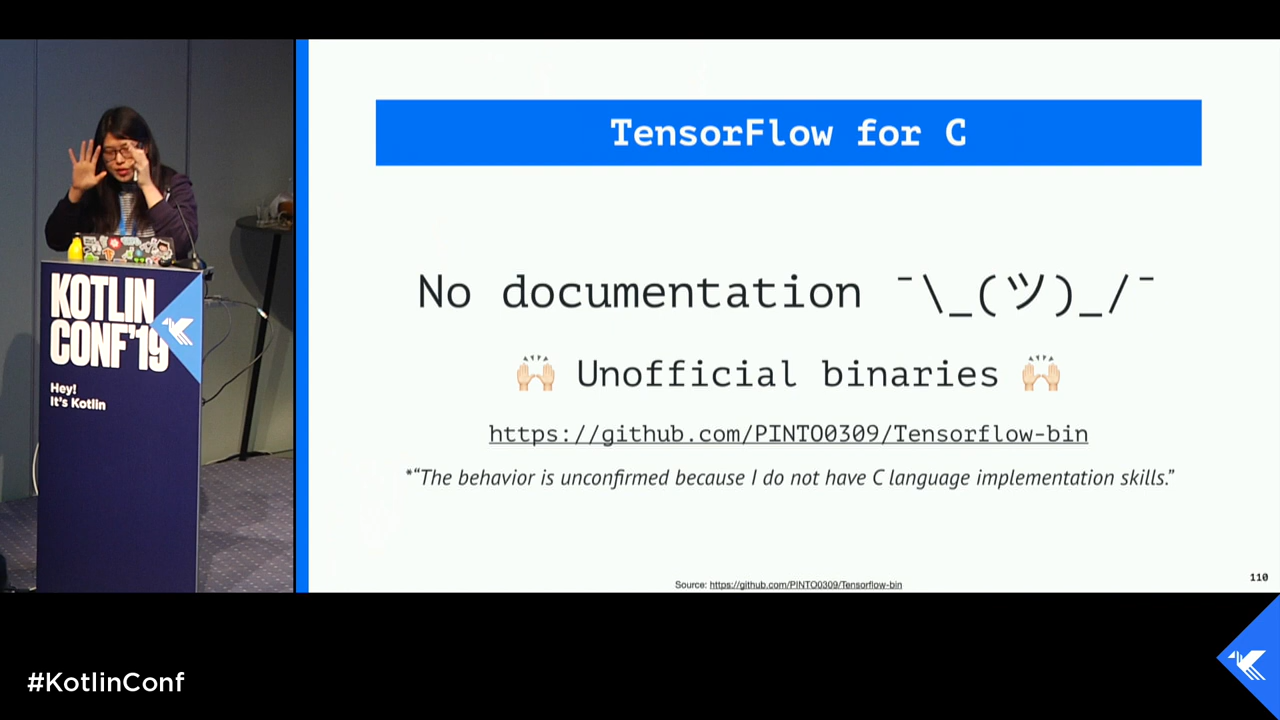 TensorFlow for C
No documentation ¯\_(ツ)_/¯
🙌🏻 Unofficial binaries 🙌🏻
https://github.com/PINTO0309/Tensorflow-bin
*“The behavior is unconfirmed because I do not have C language implementation skills.”
Source: https://github.com/PINTO0309/Tensorflow-bin
110
KOTLIN
CONF'19
Hey!
It's Kotlin
#KotlinConf